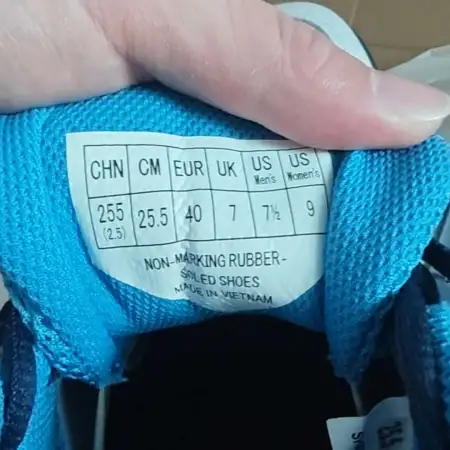 CHN CM EUR UK US Men's US Women's
255 (2.5) 25.5 40 7 7½ 9
NON-MARKING RUBBER-
SOLED SHOES
MADE IN VIETNAM